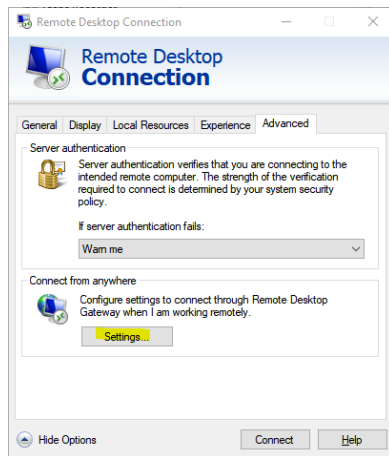 Remote Desktop Connection
Remote Desktop
Connection
General Display Local Resources Experience Advanced
Server authentication
Server authentication verifies that you are connecting to the
intended remote computer. The strength of the verification
required to connect is determined by your system security
policy.
If server authentication fails:
Warn me
Connect from anywhere
Configure settings to connect through Remote Desktop
Gateway when I am working remotely.
Settings...
Hide Options Connect Help